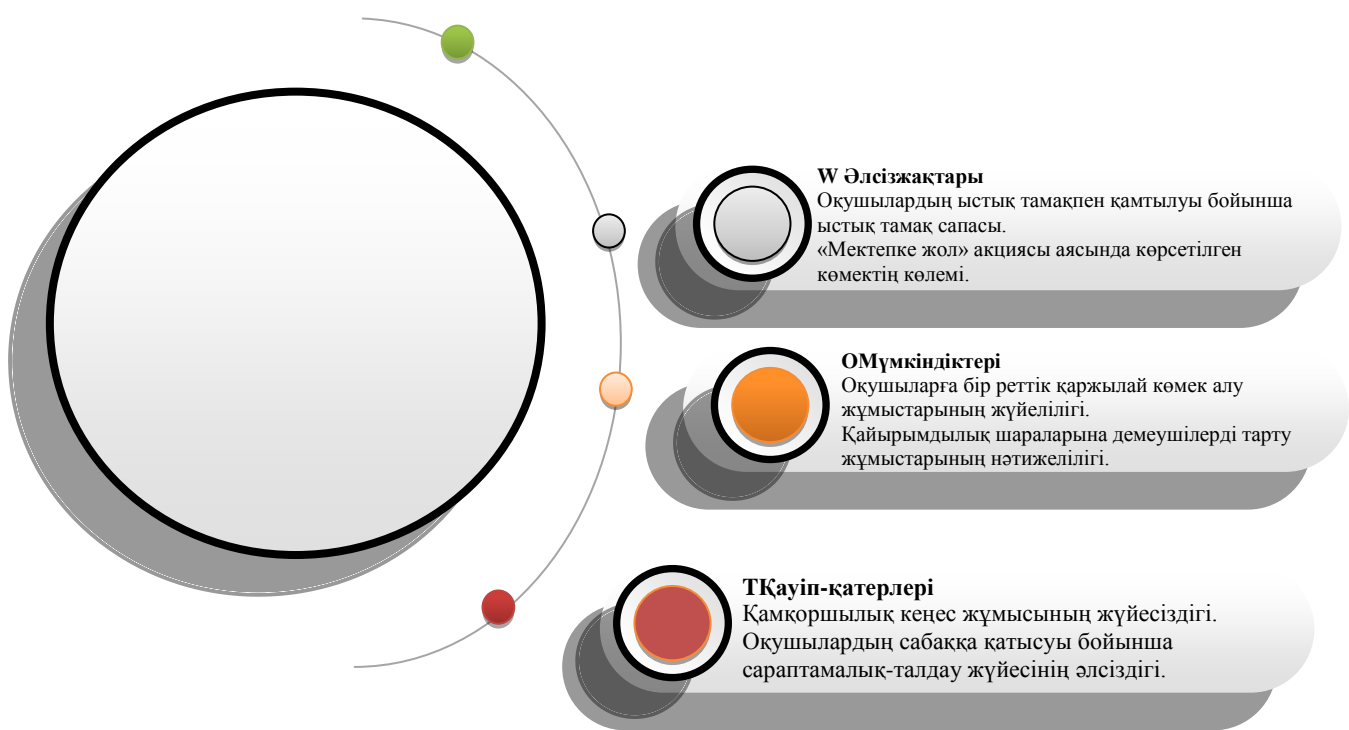 W Әлсізжақтары
Оқушылардың ыстық тамақпен қамтылуы бойынша
ыстық тамақ сапасы.
«Мектепке жол» акциясы аясында көрсетілген
көмектің көлемі.
OМүмкіндіктері
Оқушыларға бір реттік қаржылай көмек алу
жұмыстарының жүйелілігі.
Қайырымдылық шараларына демеушілерді тарту
жұмыстарының нәтижелілігі.
TҚауіп-қатерлері
Қамқоршылық кеңес жұмысының жүйесіздігі.
Оқушылардың сабаққа қатысуы бойынша
сараптамалық-талдау жүйесінің әлсіздігі.